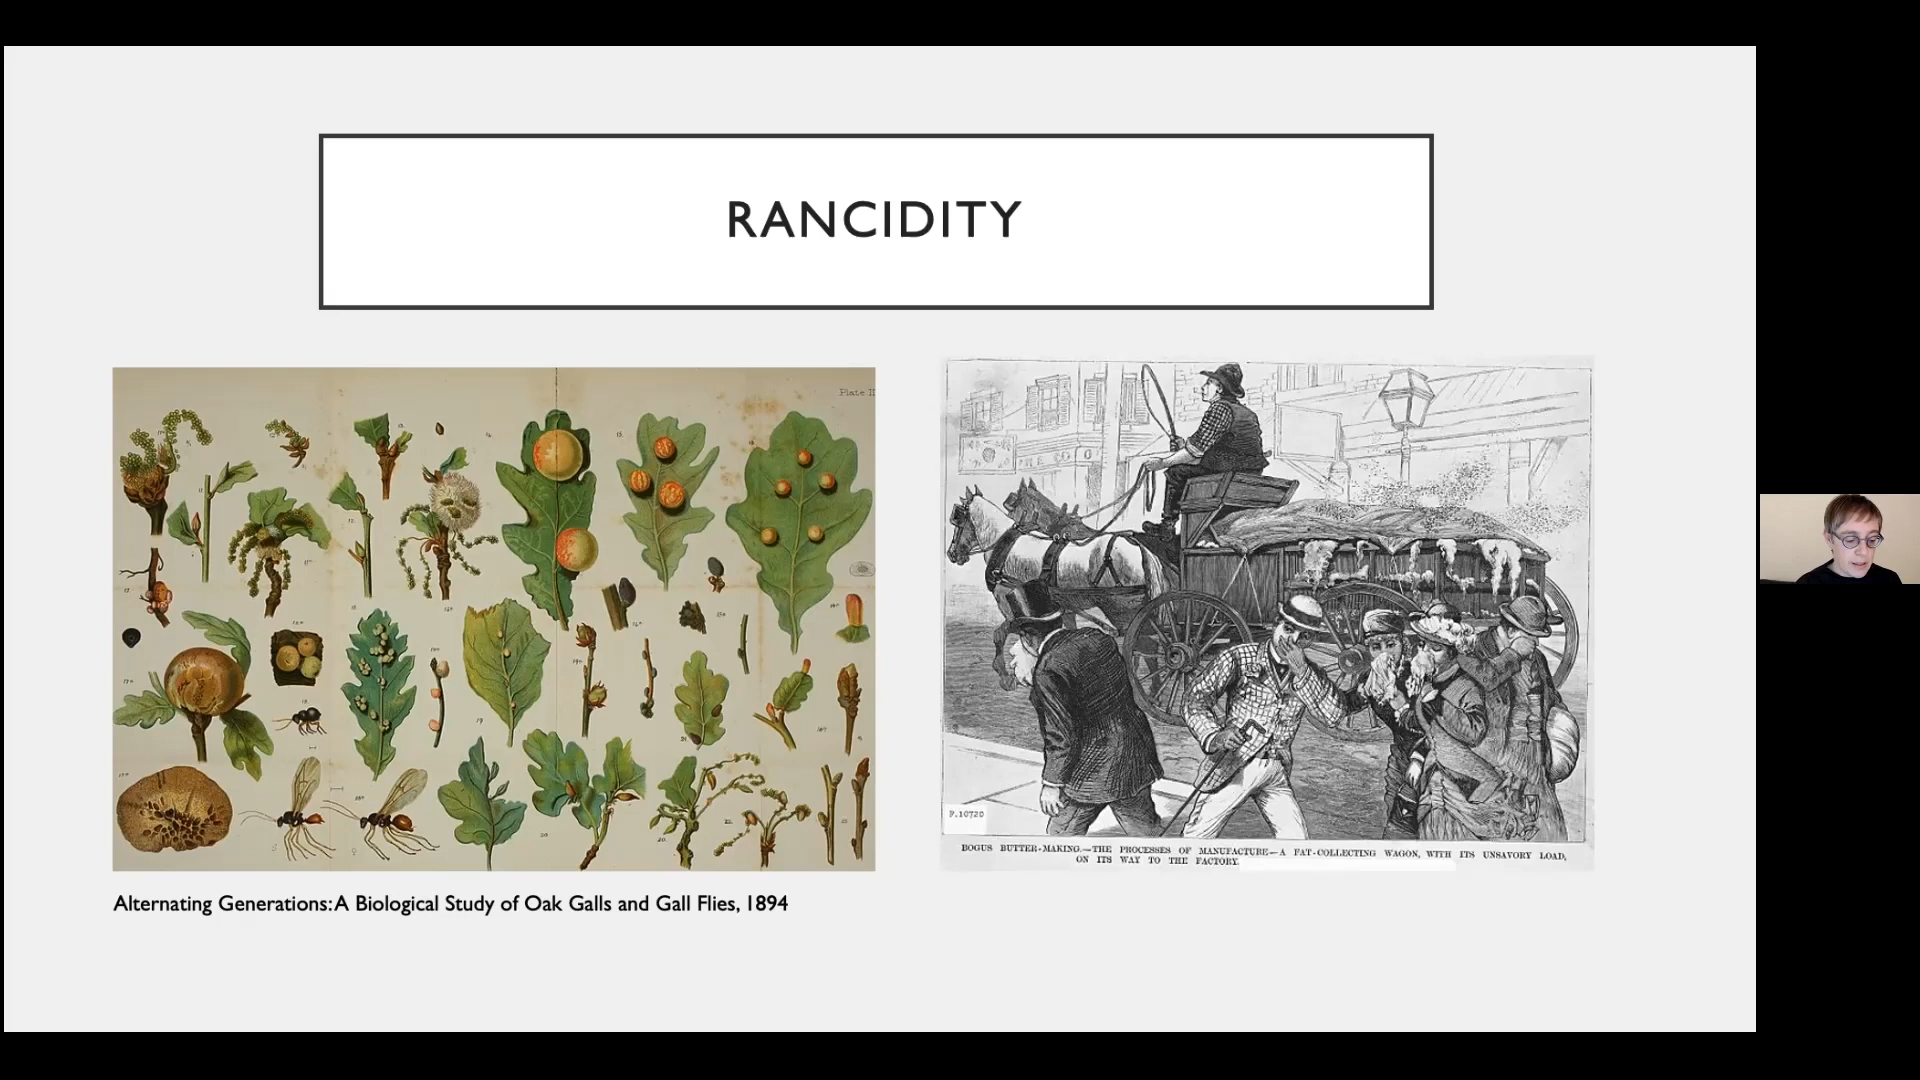 RANCIDITY
Plate II
P.10720
BOGUS BUTTER-MAKING.—THE PROCESSES OF MANUFACTURE—A FAT-COLLECTING WAGON, WITH ITS UNSAVORY LOAD,
ON ITS WAY TO THE FACTORY.
Alternating Generations: A Biological Study of Oak Galls and Gall Flies, 1894